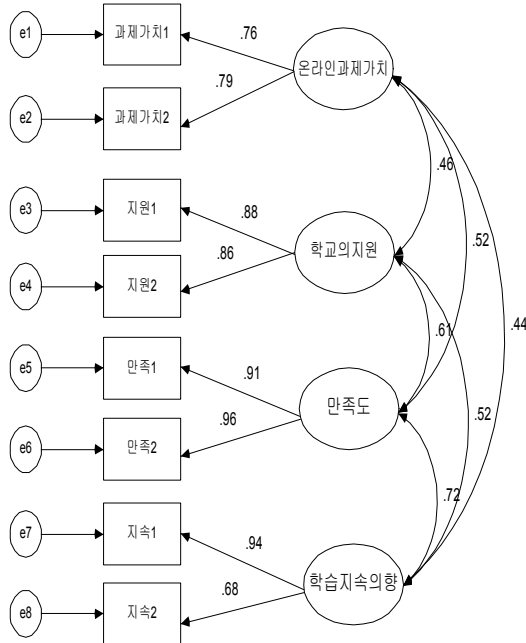 e1
과제가치1
.76
온라인과제가치
.79
e2
과제가치2
.46
e3
지원1
.88
학교의지원
.52
.86
e4
지원2
.61
.44
e5
만족1
.91
만족도
.96
.52
e6
만족2
.72
e7
지속1
.94
학습지속의향
.68
e8
지속2